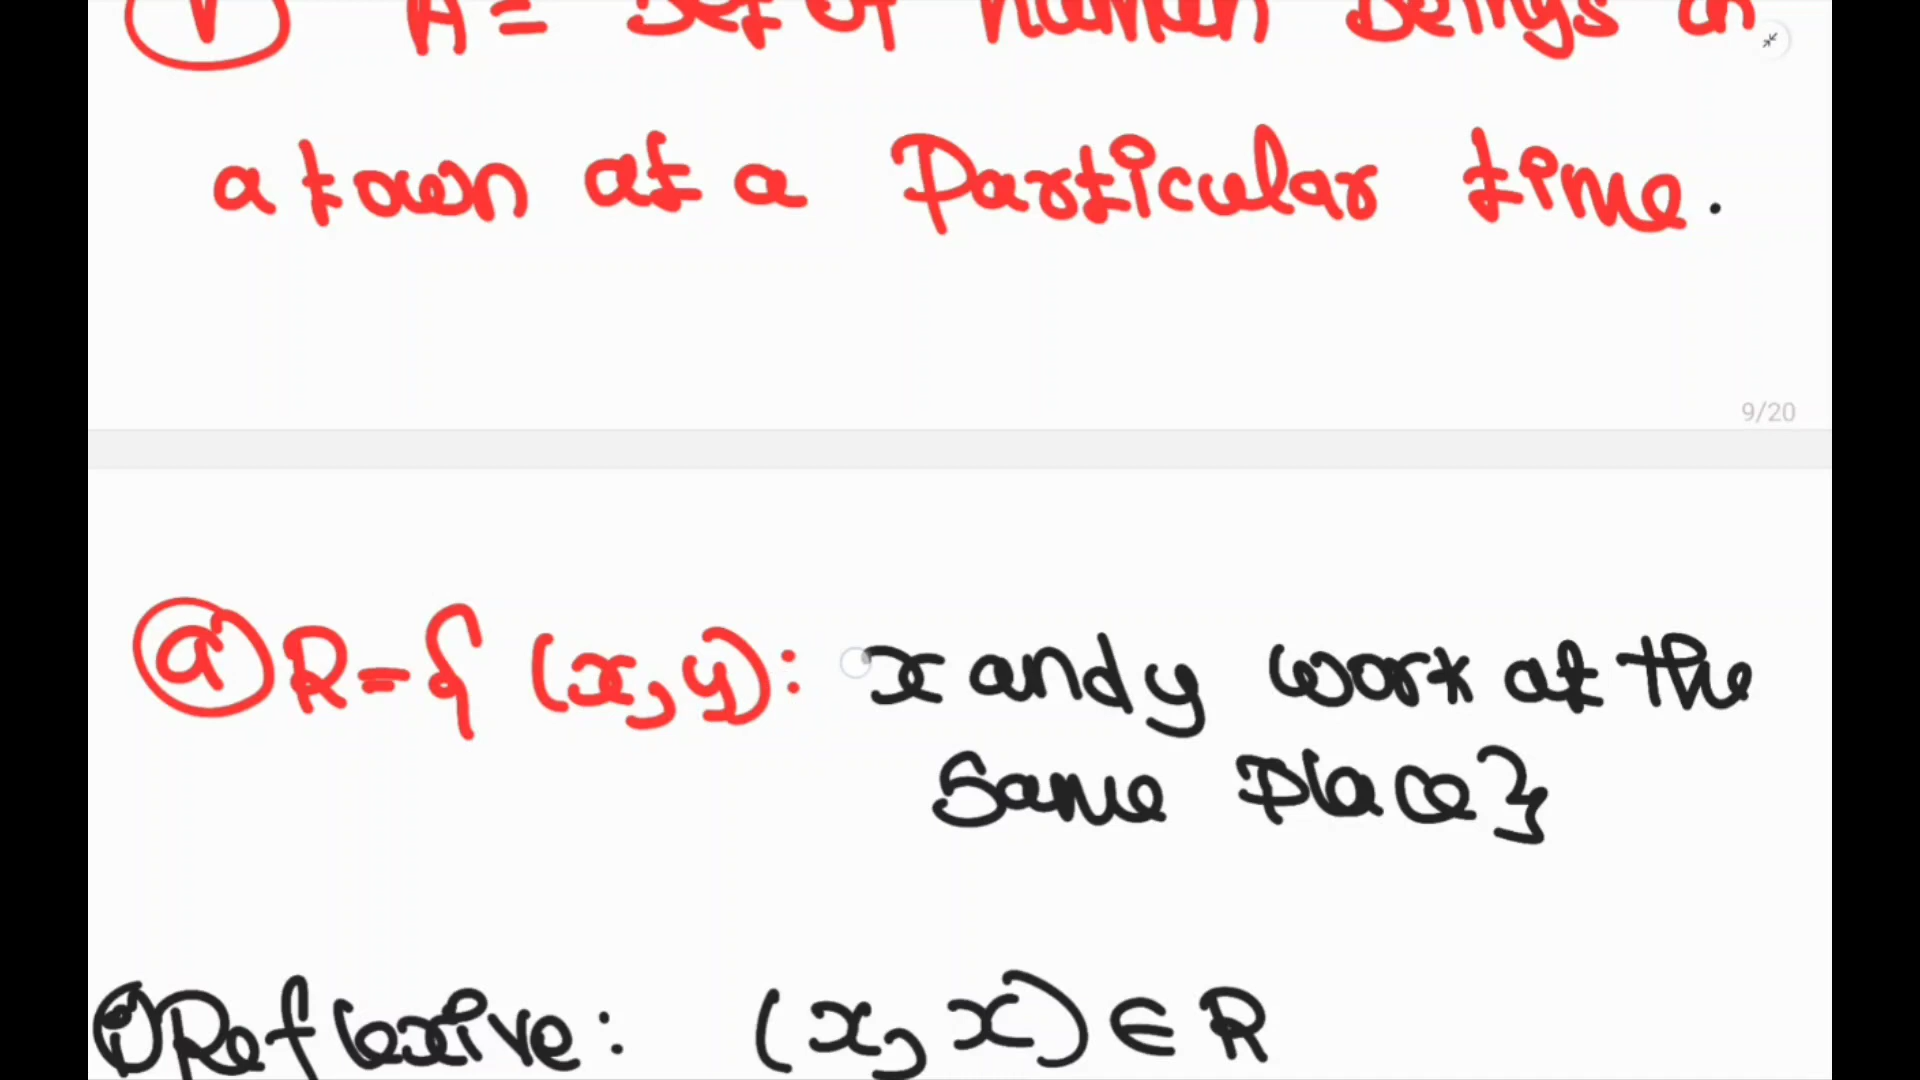 V A = Set of human beings in
a town at a Particular time.
9/20
a R = { (x, y) : x and y work at the
same place}
i) Reflexive : (x, x) ∈ R